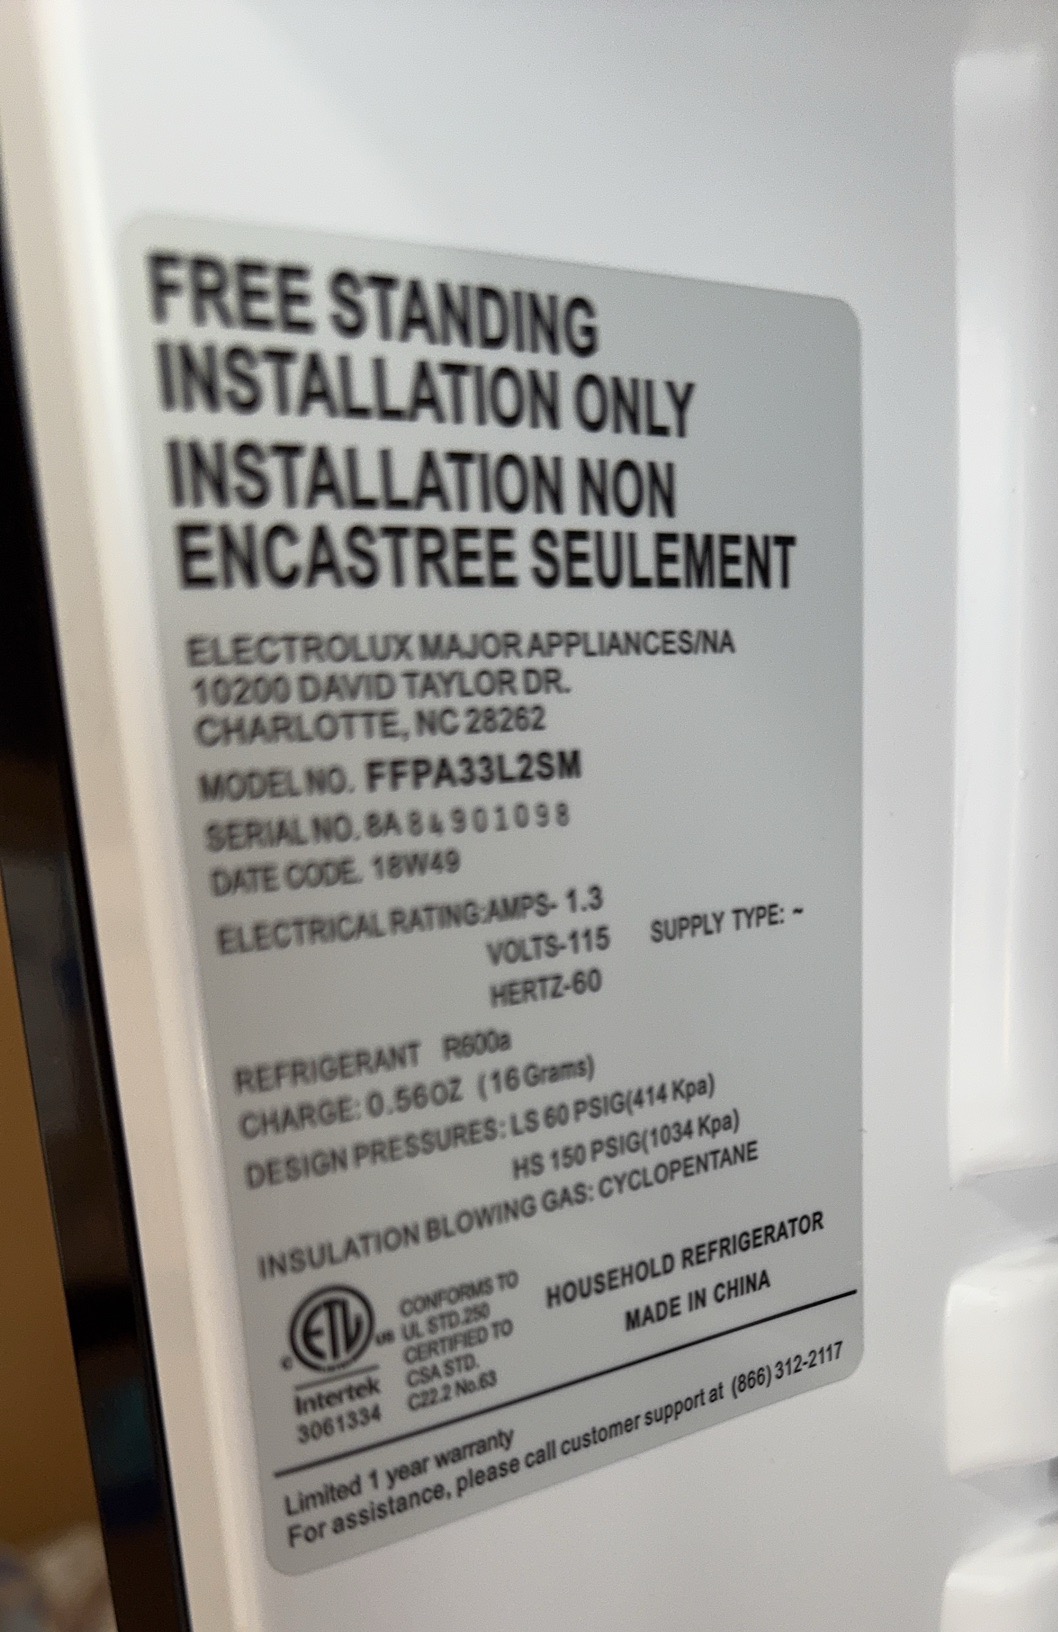 FREE STANDING
INSTALLATION ONLY
INSTALLATION NON
ENCASTREE SEULEMENT
ELECTROLUX MAJOR APPLIANCES/NA
10200 DAVID TAYLOR DR.
CHARLOTTE, NC 28262
MODEL NO. FFPA33L2SM
SERIAL NO. 8A84901098
DATE CODE. 18W49
ELECTRICAL RATING:AMPS- 1.3
VOLTS-115 SUPPLY TYPE: ~
HERTZ-60
REFRIGERANT R600a
CHARGE: 0.56OZ (16 Grams)
DESIGN PRESSURES: LS 60 PSIG(414 Kpa)
HS 150 PSIG(1034 Kpa)
INSULATION BLOWING GAS: CYCLOPENTANE
C ETL US
Intertek
3061334
CONFORMS TO
UL STD.250
CERTIFIED TO
CSA STD.
C22.2 No.63
HOUSEHOLD REFRIGERATOR
MADE IN CHINA
Limited 1 year warranty
For assistance, please call customer support at (866) 312-2117